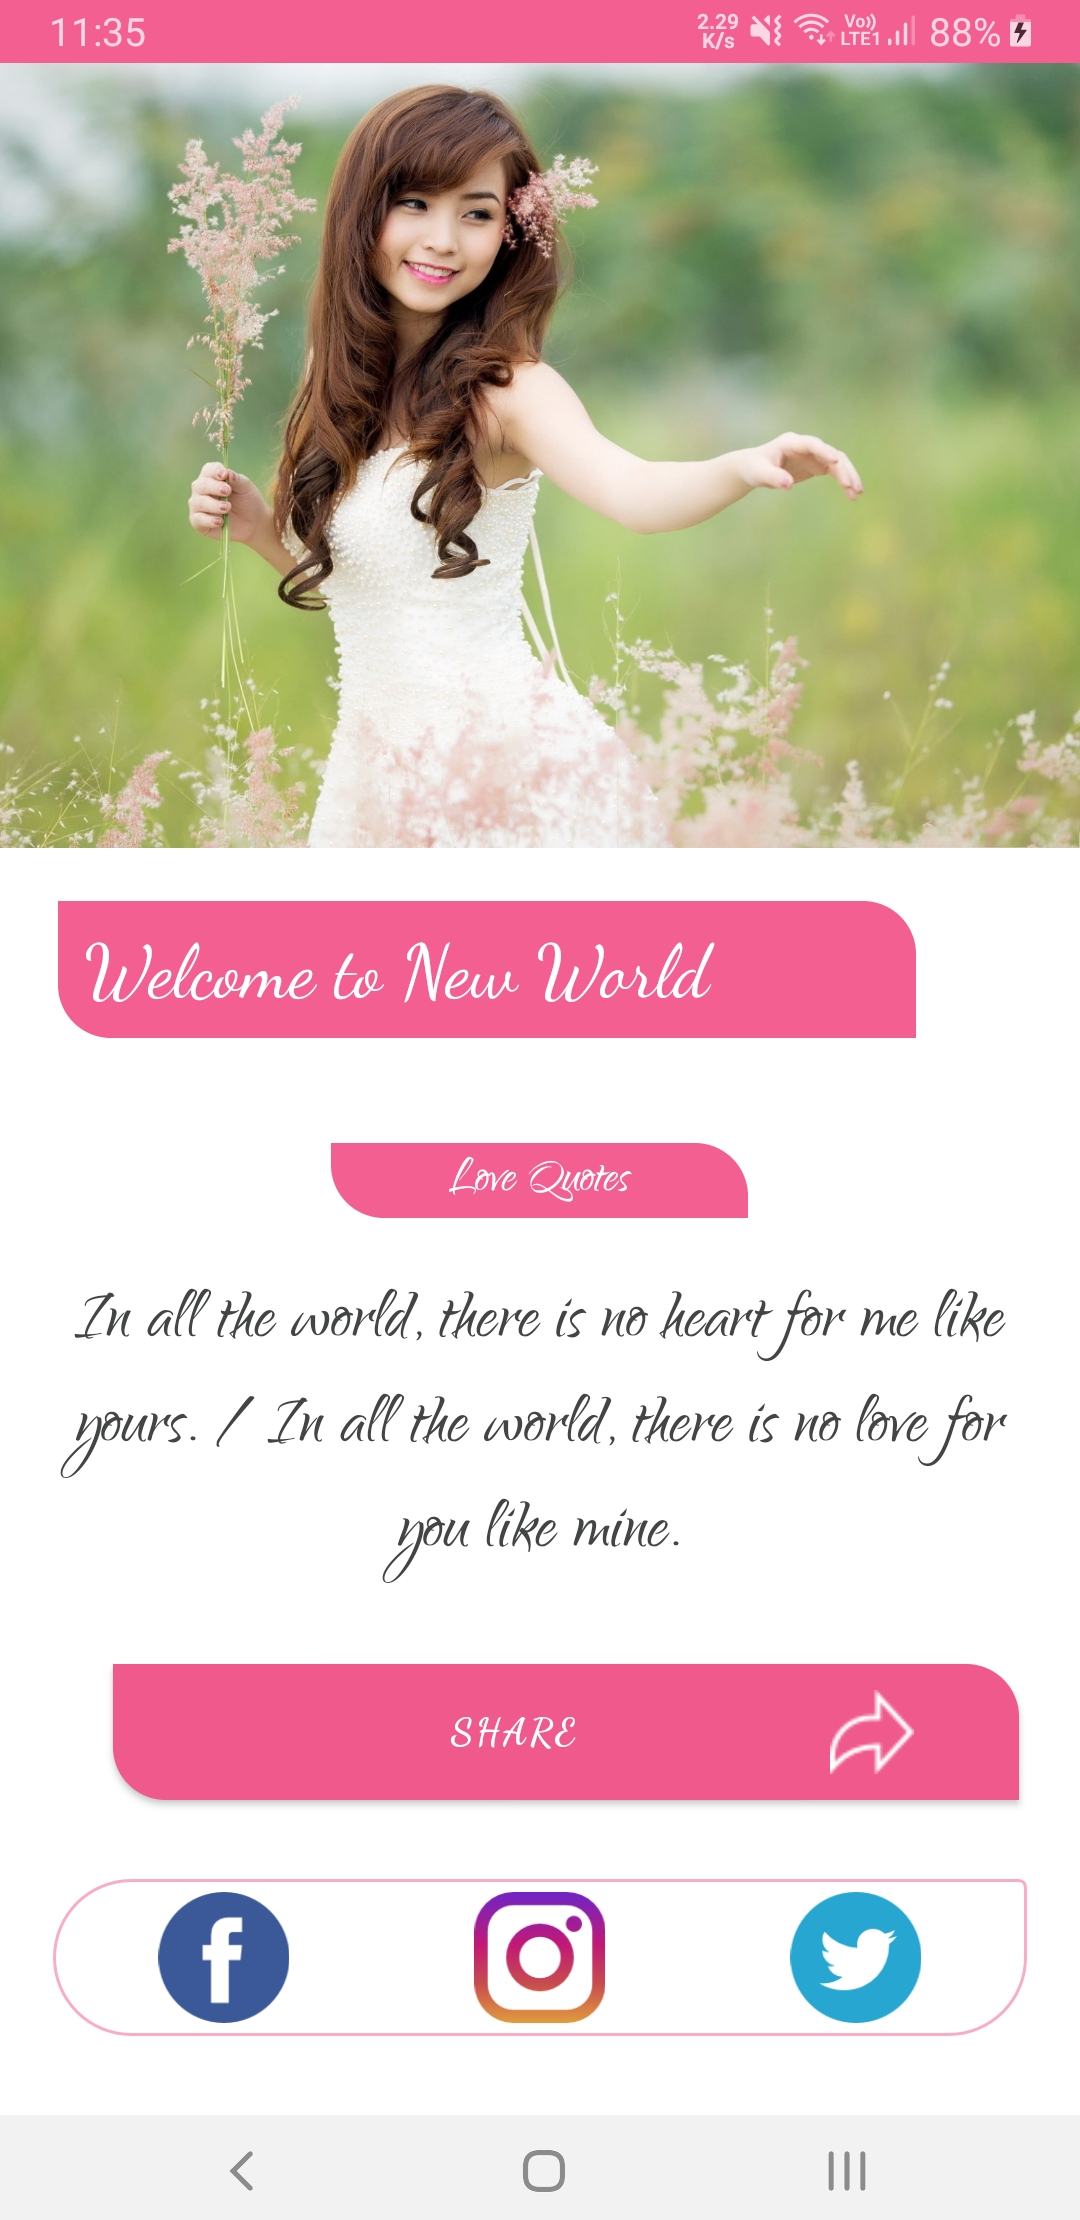 11:35
2.29
K/s
Vo))
LTE1
88%
Welcome to New World
Love Quotes
In all the world, there is no heart for me like
yours. / In all the world, there is no love for
you like mine.
SHARE